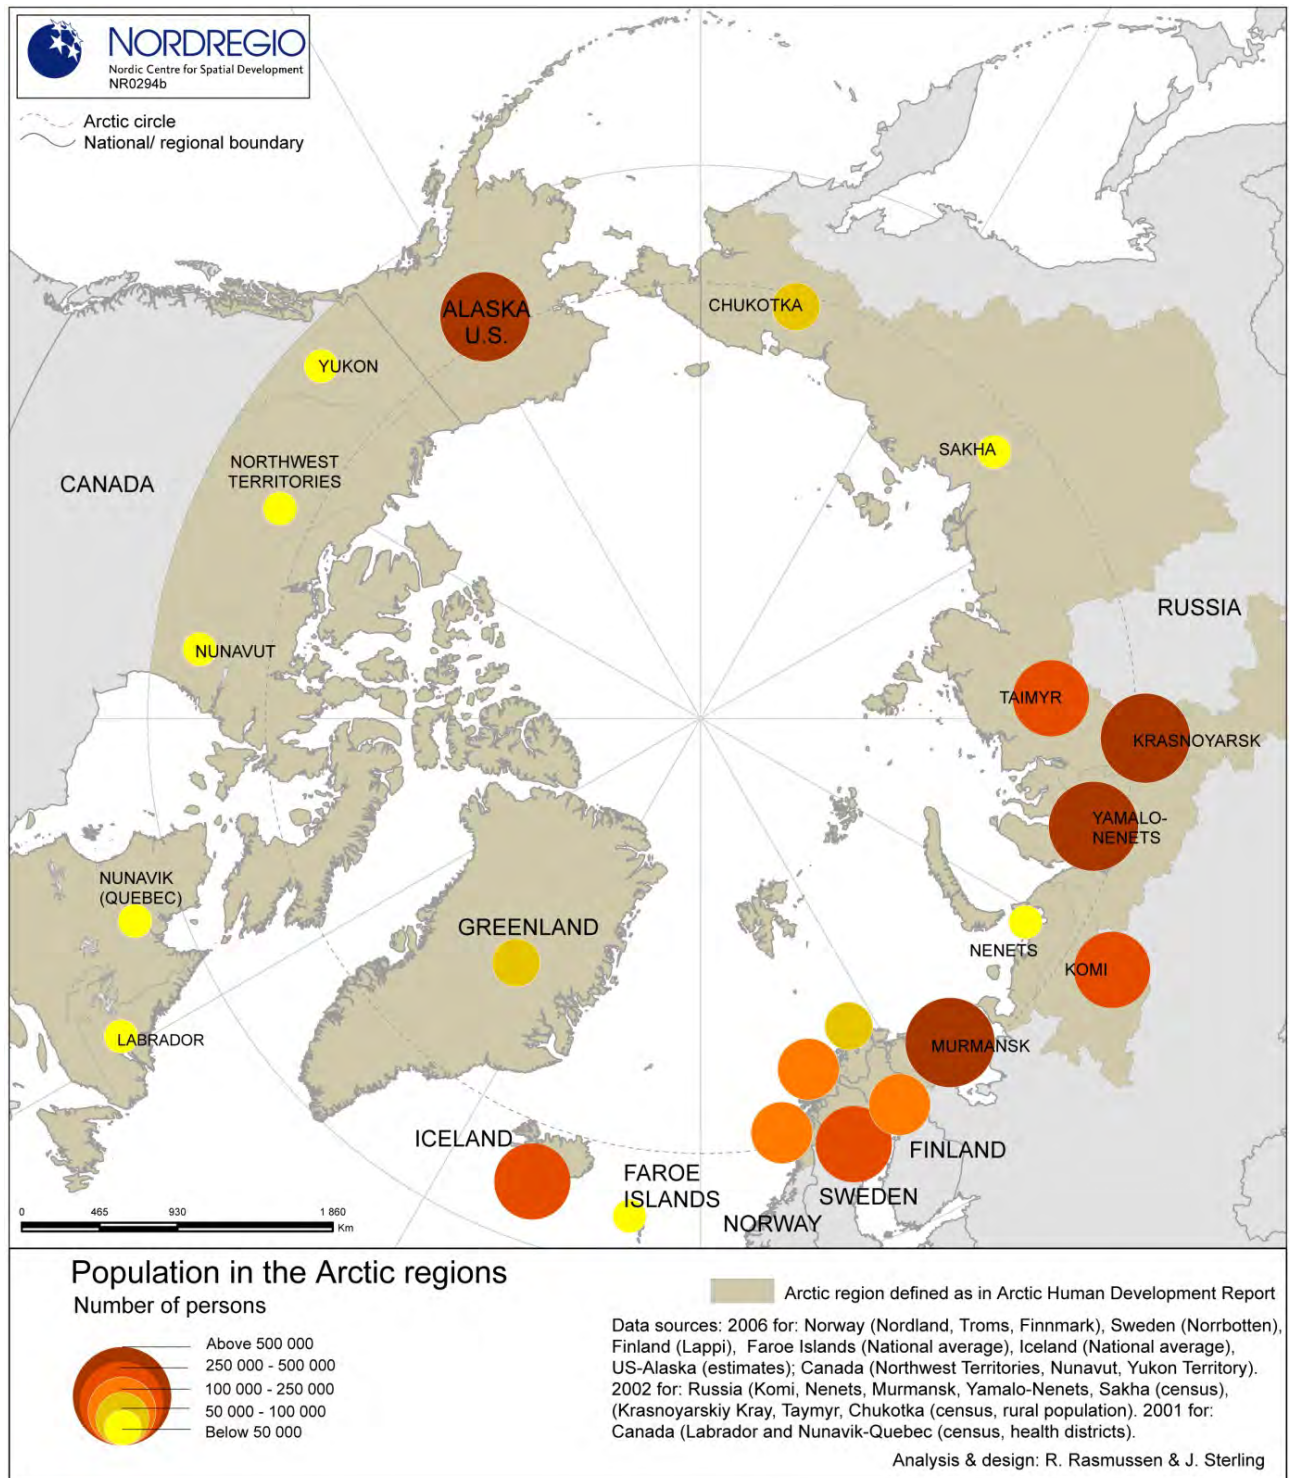 NORDREGIO
Nordic Centre for Spatial Development
NR0294b
Arctic circle
National/ regional boundary
ALASKA
U.S.
CHUKOTKA
YUKON
SAKHA
NORTHWEST
TERRITORIES
CANADA
RUSSIA
NUNAVUT
TAIMYR
KRASNOYARSK
YAMALO-
NENETS
NUNAVIK
(QUEBEC)
GREENLAND
NENETS
KOMI
LABRADOR
MURMANSK
ICELAND
FINLAND
FAROE
ISLANDS
SWEDEN
NORWAY
0 465 930 1 860
Km
Population in the Arctic regions
Number of persons
Above 500 000
250 000 - 500 000
100 000 - 250 000
50 000 - 100 000
Below 50 000
Arctic region defined as in Arctic Human Development Report
Data sources: 2006 for: Norway (Nordland, Troms, Finnmark), Sweden (Norrbotten),
Finland (Lappi), Faroe Islands (National average), Iceland (National average),
US-Alaska (estimates); Canada (Northwest Territories, Nunavut, Yukon Territory).
2002 for: Russia (Komi, Nenets, Murmansk, Yamalo-Nenets, Sakha (census),
(Krasnoyarskiy Kray, Taymyr, Chukotka (census, rural population). 2001 for:
Canada (Labrador and Nunavik-Quebec (census, health districts).
Analysis & design: R. Rasmussen & J. Sterling